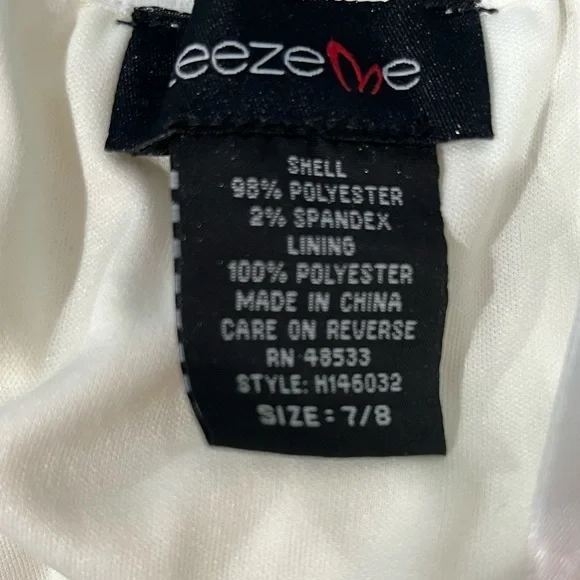 eezeme
SHELL
98% POLYESTER
2% SPANDEX
LINING
100% POLYESTER
MADE IN CHINA
CARE ON REVERSE
RN 48533
STYLE: H146032
SIZE: 7/8